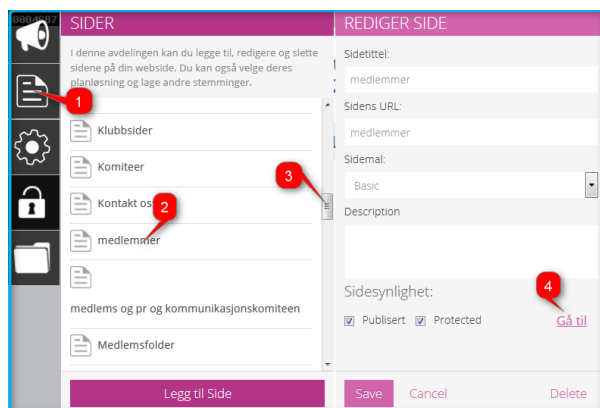 0004687
SIDER
I denne avdelingen kan du legge til, redigere og slette
sidene på din webside. Du kan også velge deres
planløsning og lage andre stemminger.
1
Klubbsider
Komiteer
3
Kontakt os
2
medlemmer
medlems og pr og kommunikasjonskomiteen
Medlemsfolder
Legg til Side
REDIGER SIDE
Sidetittel:
medlemmer
Sidens URL:
medlemmer
Sidemal:
Basic
Description
Sidesynlighet:
4
Publisert Protected Gå til
Save Cancel Delete